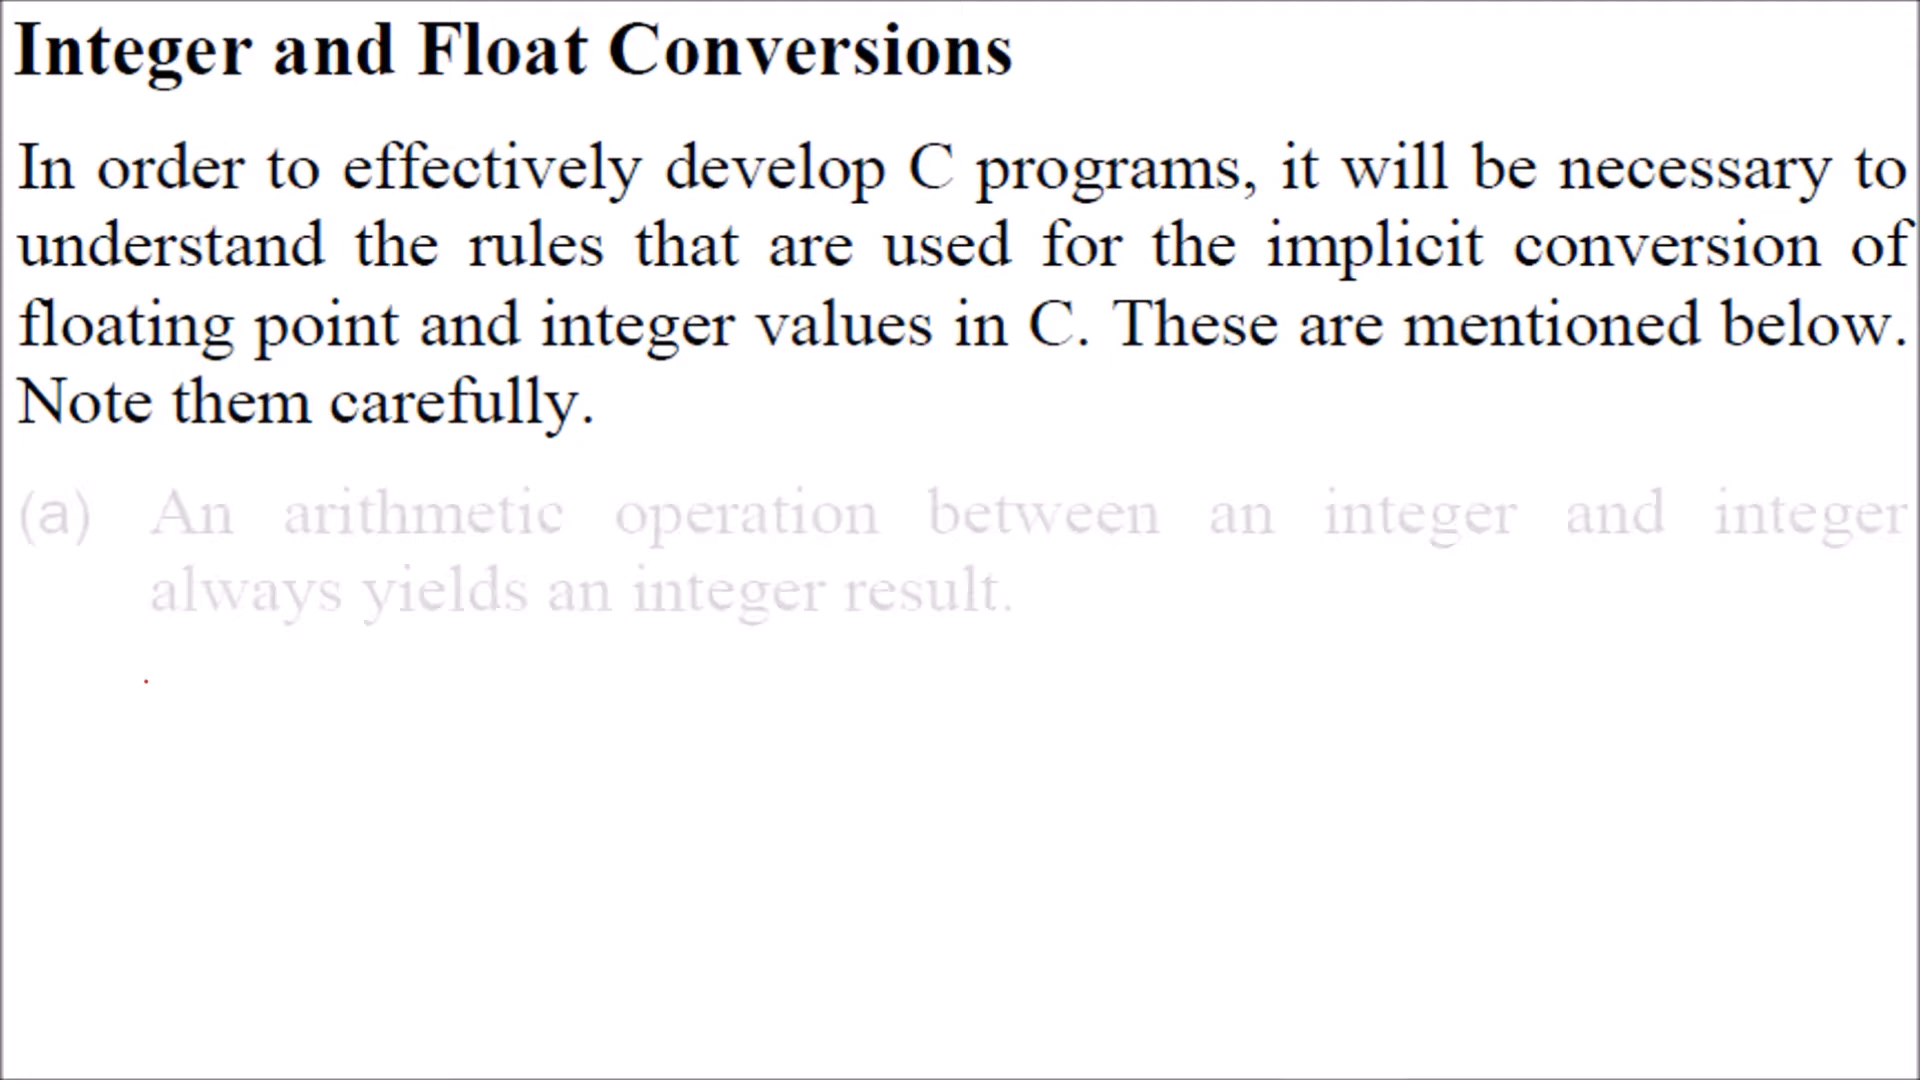 Integer and Float Conversions
In order to effectively develop C programs, it will be necessary to
understand the rules that are used for the implicit conversion of
floating point and integer values in C. These are mentioned below.
Note them carefully.
(a) An arithmetic operation between an integer and integer
always yields an integer result.